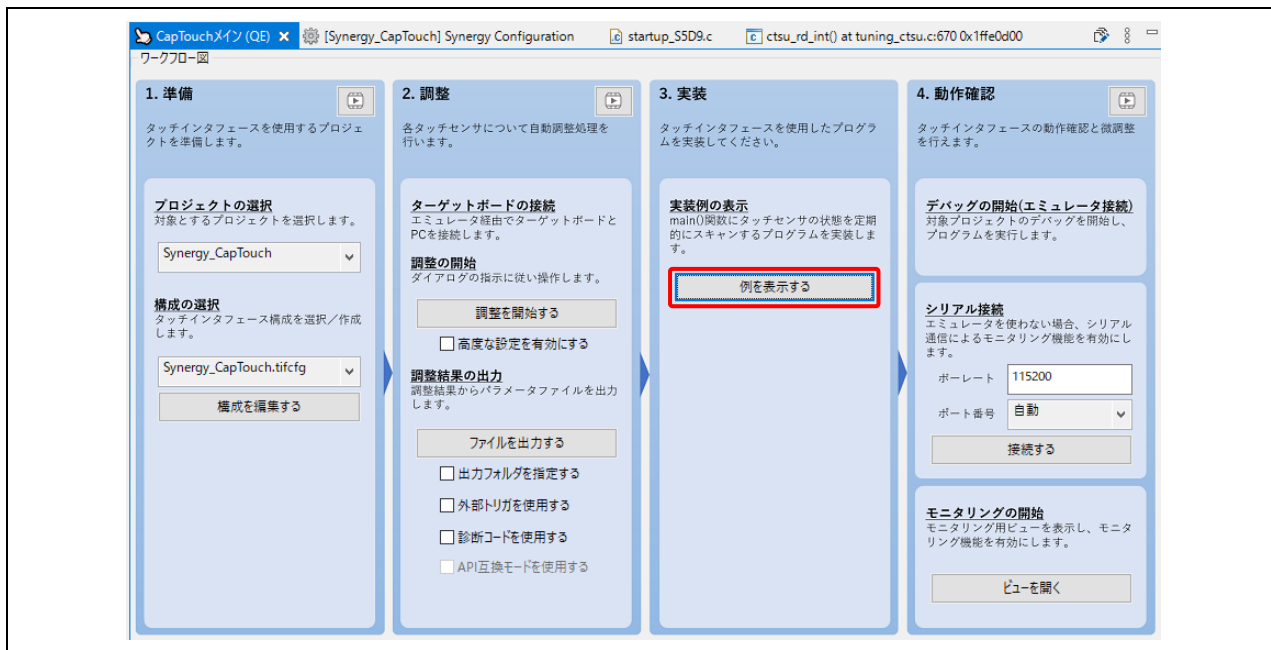 CapTouchメイン (QE)
[Synergy_CapTouch] Synergy Configuration
startup_S5D9.c
ctsu_rd_int() at tuning_ctsu.c:670 0x1ffe0d00
ワークフロー図
1. 準備
タッチインタフェースを使用するプロジェ
クトを準備します。
プロジェクトの選択
対象とするプロジェクトを選択します。
Synergy_CapTouch
構成の選択
タッチインタフェース構成を選択／作成
します。
Synergy_CapTouch.tifcfg
構成を編集する
2. 調整
各タッチセンサについて自動調整処理を
行います。
ターゲットボードの接続
エミュレータ経由でターゲットボードと
PCを接続します。
調整の開始
ダイアログの指示に従い操作します。
調整を開始する
高度な設定を有効にする
調整結果の出力
調整結果からパラメータファイルを出力
します。
ファイルを出力する
出力フォルダを指定する
外部トリガを使用する
診断コードを使用する
API互換モードを使用する
3. 実装
タッチインタフェースを使用したプログラ
ムを実装してください。
実装例の表示
main()関数にタッチセンサの状態を定期
的にスキャンするプログラムを実装しま
す。
例を表示する
4. 動作確認
タッチインタフェースの動作確認と微調整
を行えます。
デバッグの開始(エミュレータ接続)
対象プロジェクトのデバッグを開始し、
プログラムを実行します。
シリアル接続
エミュレータを使わない場合、シリアル
通信によるモニタリング機能を有効にし
ます。
ボーレート 115200
ポート番号 自動
接続する
モニタリングの開始
モニタリング用ビューを表示し、モニタ
リング機能を有効にします。
ビューを開く